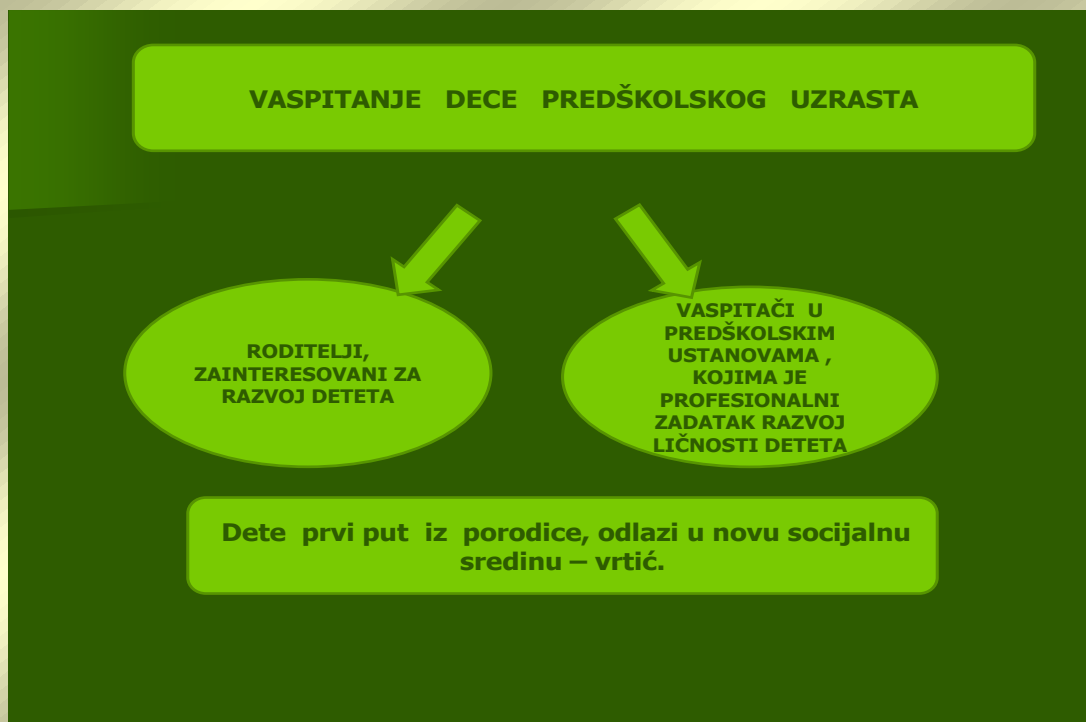 VASPITANJE DECE PREDŠKOLSKOG UZRASTA
RODITELJI,
ZAINTERESOVANI ZA
RAZVOJ DETETA
VASPITAČI U
PREDŠKOLSKIM
USTANOVAMA ,
KOJIMA JE
PROFESIONALNI
ZADATAK RAZVOJ
LIČNOSTI DETETA
Dete prvi put iz porodice, odlazi u novu socijalnu
sredinu – vrtić.